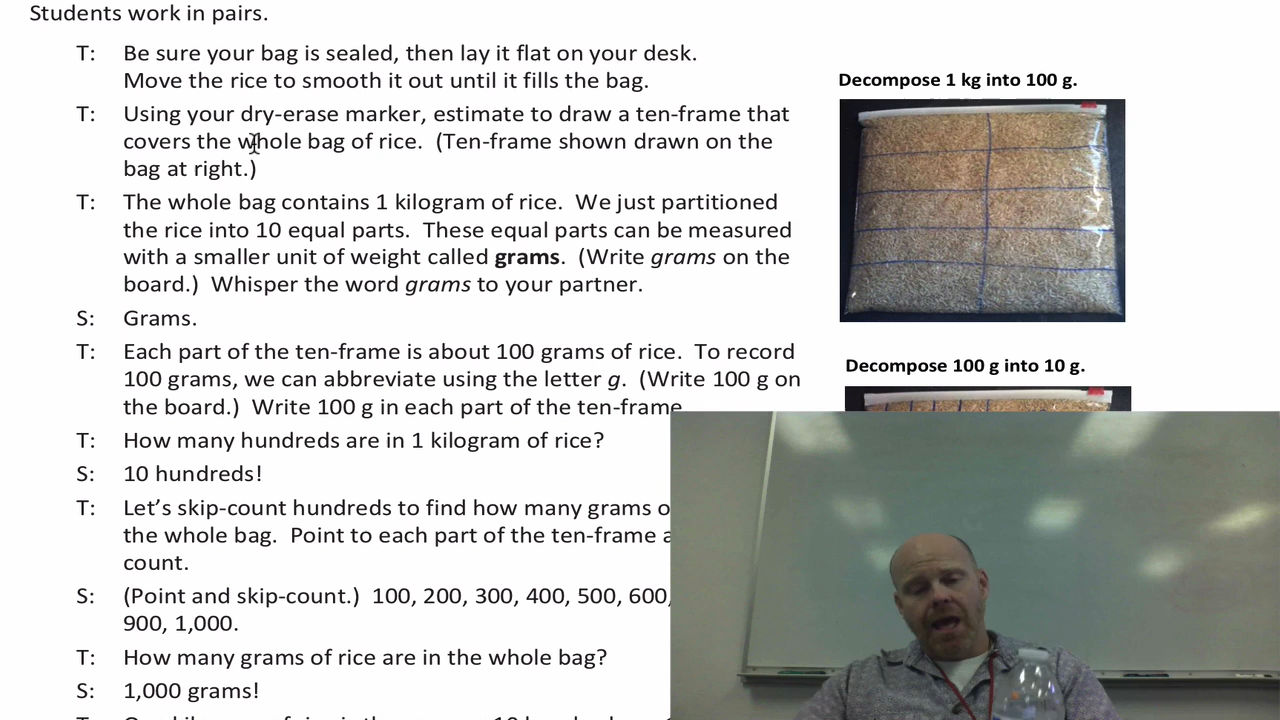 Students work in pairs.
T: Be sure your bag is sealed, then lay it flat on your desk.
Move the rice to smooth it out until it fills the bag.
T: Using your dry-erase marker, estimate to draw a ten-frame that
covers the whole bag of rice. (Ten-frame shown drawn on the
bag at right.)
T: The whole bag contains 1 kilogram of rice. We just partitioned
the rice into 10 equal parts. These equal parts can be measured
with a smaller unit of weight called grams. (Write grams on the
board.) Whisper the word grams to your partner.
S: Grams.
T: Each part of the ten-frame is about 100 grams of rice. To record
100 grams, we can abbreviate using the letter g. (Write 100 g on
the board.) Write 100 g in each part of the ten-frame
T: How many hundreds are in 1 kilogram of rice?
S: 10 hundreds!
T: Let’s skip-count hundreds to find how many grams
the whole bag. Point to each part of the ten-frame
count.
S: (Point and skip-count.) 100, 200, 300, 400, 500, 600,
900, 1,000.
T: How many grams of rice are in the whole bag?
S: 1,000 grams!
Decompose 1 kg into 100 g.
Decompose 100 g into 10 g.